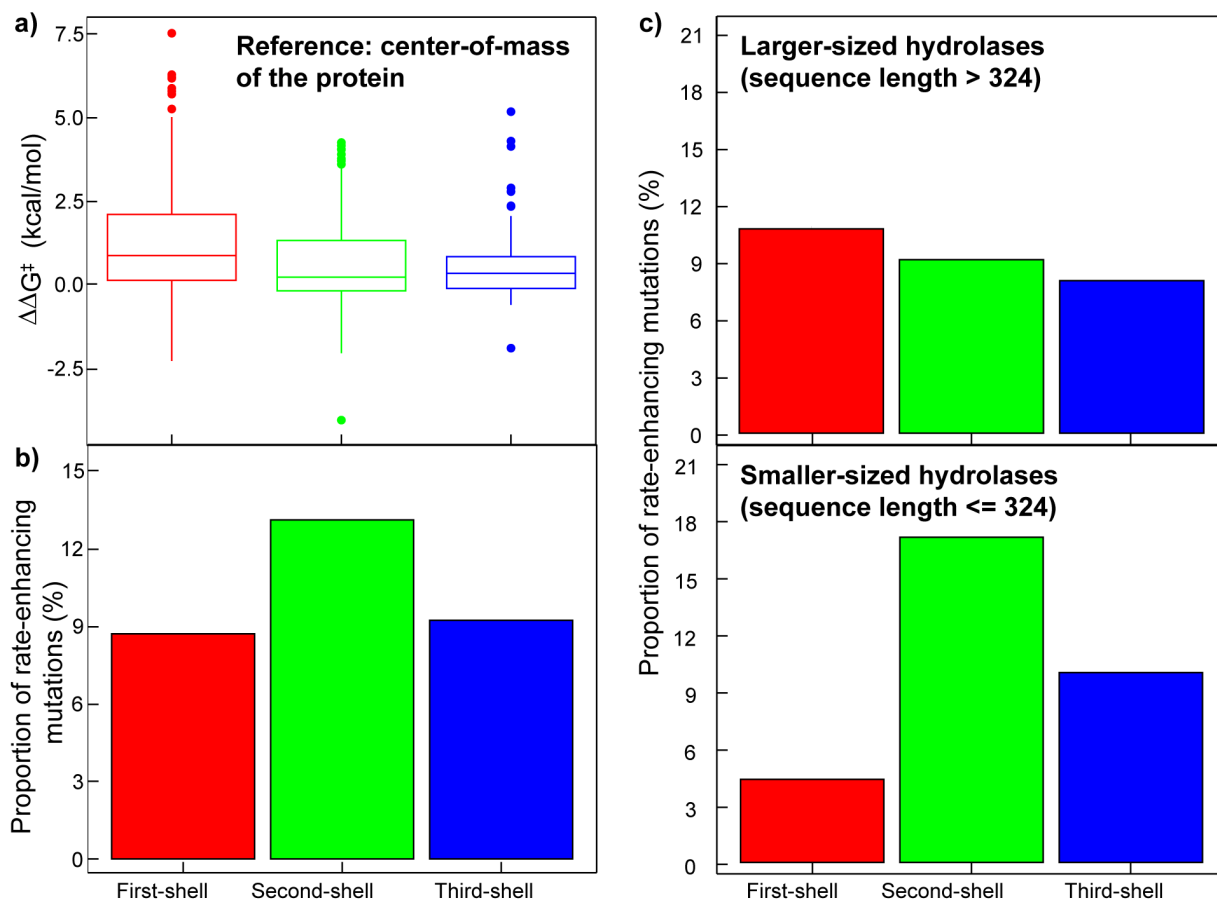 a)
Reference: center-of-mass
of the protein
ΔΔG‡ (kcal/mol)
7.5
5.0
2.5
0.0
-2.5
b)
Proportion of rate-enhancing
mutations (%)
15
12
9
6
3
0
First-shell
Second-shell
Third-shell
c)
Proportion of rate-enhancing mutations (%)
Larger-sized hydrolases
(sequence length > 324)
21
18
15
12
9
6
3
0
Smaller-sized hydrolases
(sequence length <= 324)
21
18
15
12
9
6
3
0
First-shell
Second-shell
Third-shell